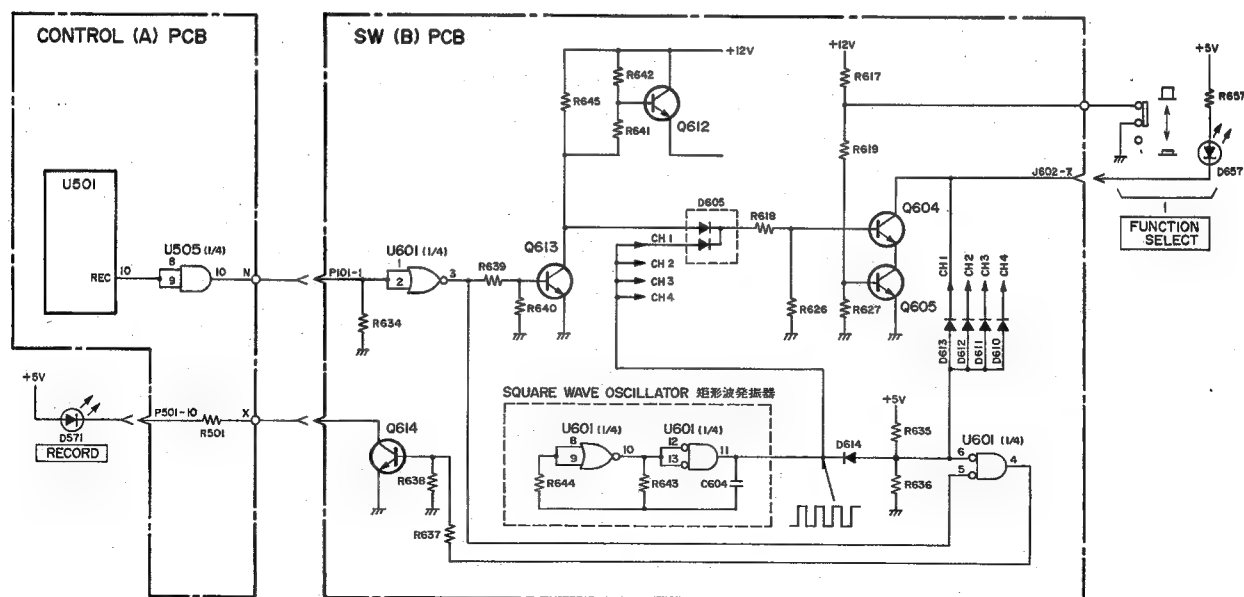 CONTROL (A) PCB
SW (B) PCB
+12V
+12V
+5V
R642
R645
R641
Q612
R617
R657
R619
D657
J602-7
U501
REC
10
U505 (1/4)
8
9
10
N
P101-1
U601 (1/4)
1
2
3
R639
Q613
R640
R634
D605
R618
CH 1
CH 2
CH 3
CH 4
Q604
Q605
R626
R627
1
FUNCTION
SELECT
CH1
CH2
CH3
CH4
D613
D612
D611
D610
+5V
D571
RECORD
P501-10
R501
X
Q614
R638
R637
SQUARE WAVE OSCILLATOR 矩形波発振器
U601 (1/4)
8
9
10
R644
U601 (1/4)
12
13
11
R643
C604
D614
+5V
R635
R636
U601 (1/4)
6
5
4